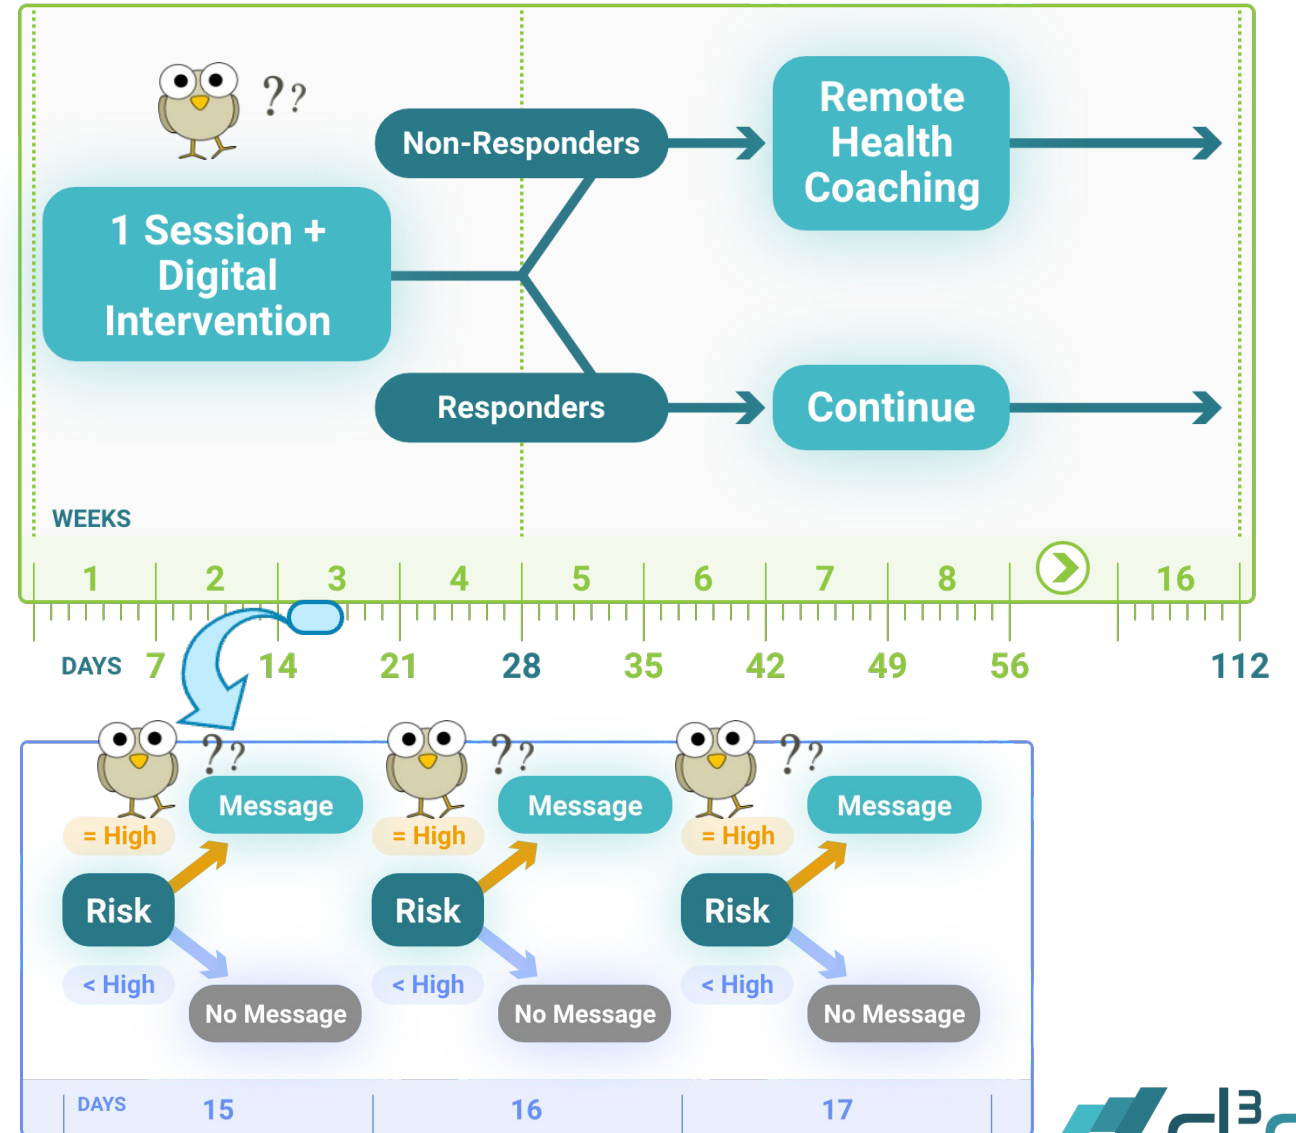 ??
1 Session +
Digital
Intervention
Non-Responders
Remote
Health
Coaching
Responders
Continue
WEEKS
1 2 3 4 5 6 7 8 16
DAYS 7 14 21 28 35 42 49 56 112
?? ?? ??
Message Message Message
= High = High = High
Risk Risk Risk
< High < High < High
No Message No Message No Message
DAYS 15 16 17